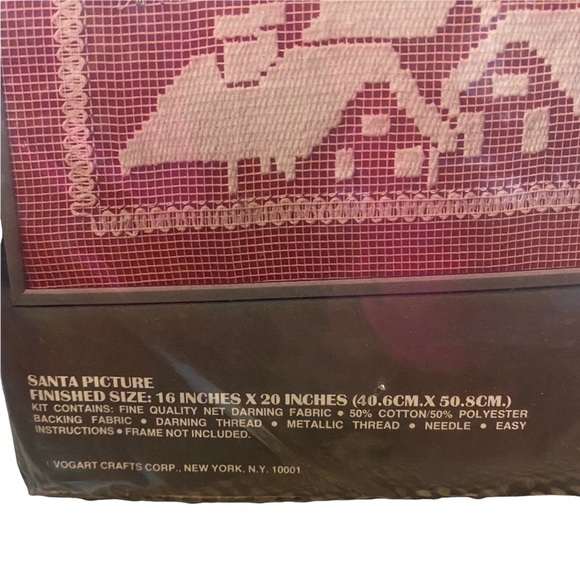 SANTA PICTURE
FINISHED SIZE: 16 INCHES X 20 INCHES (40.6CM.X 50.8CM.)
KIT CONTAINS: FINE QUALITY NET DARNING FABRIC • 50% COTTON/50% POLYESTER
BACKING FABRIC • DARNING THREAD • METALLIC THREAD • NEEDLE • EASY
INSTRUCTIONS • FRAME NOT INCLUDED.
VOGART CRAFTS CORP., NEW YORK, N.Y. 10001